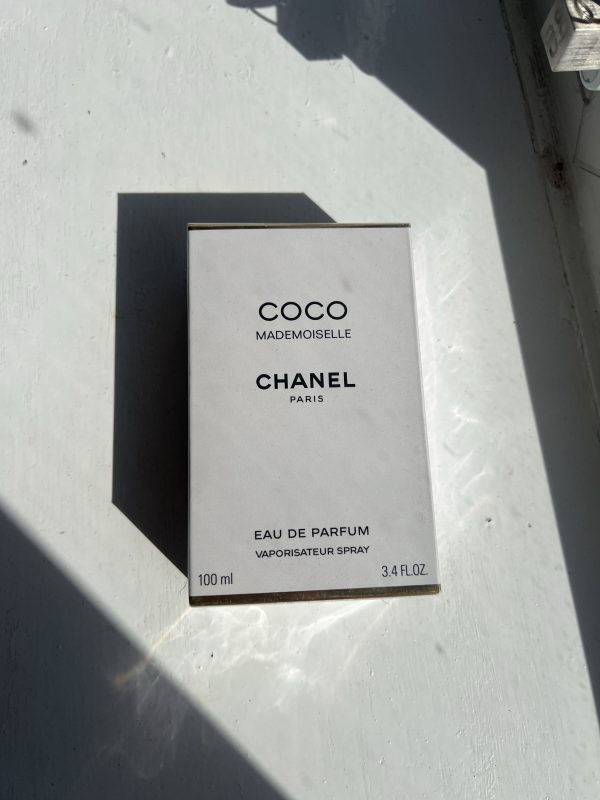 COCO
MADEMOISELLE
CHANEL
PARIS
EAU DE PARFUM
VAPORISATEUR SPRAY
100 ml
3.4 FL.OZ.